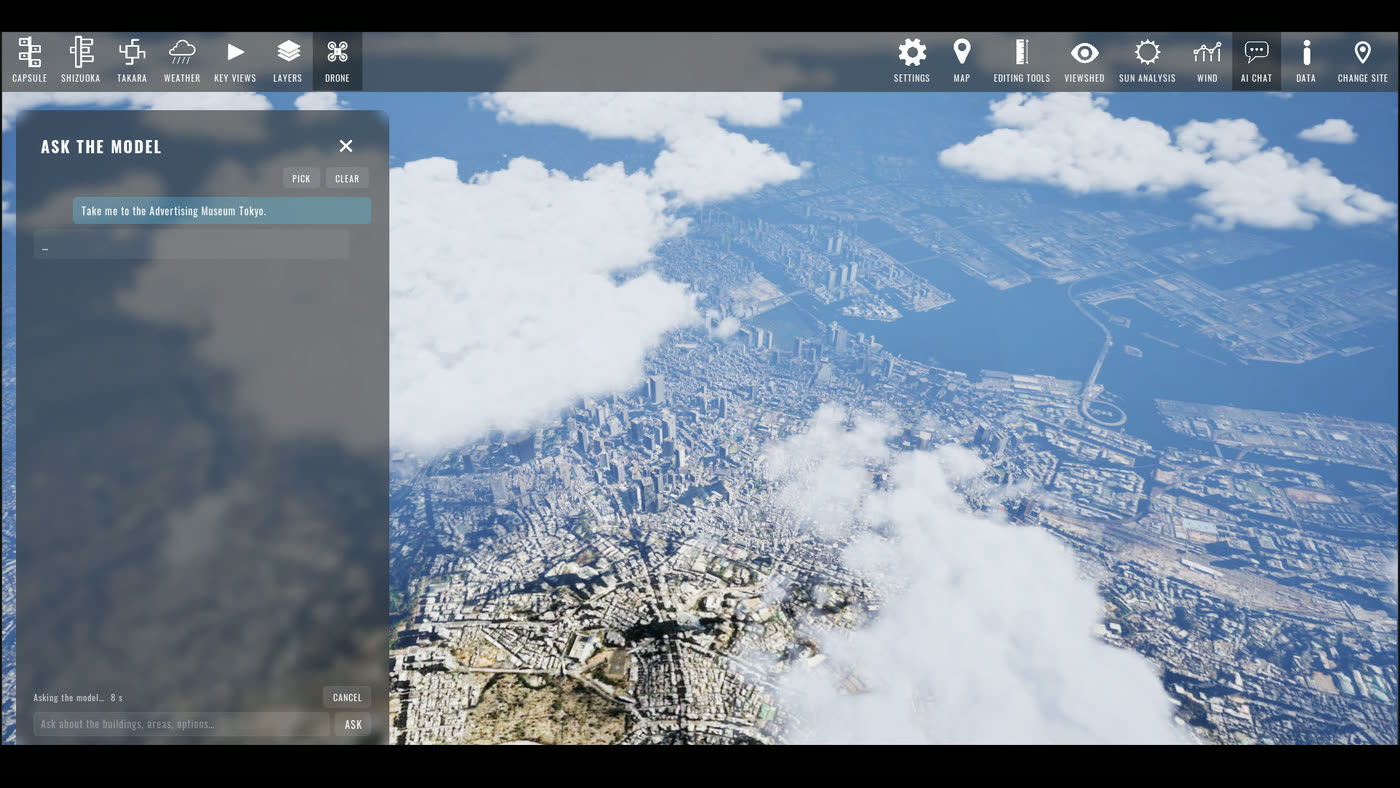 CAPSULE SHIZUOKA TAKARA WEATHER KEY VIEWS LAYERS DRONE SETTINGS MAP EDITING TOOLS VIEWSHED SUN ANALYSIS WIND AI CHAT DATA CHANGE SITE
ASK THE MODEL
PICK CLEAR
Take me to the Advertising Museum Tokyo.
…
Asking the model… 8 s CANCEL
Ask about the buildings, areas, options… ASK